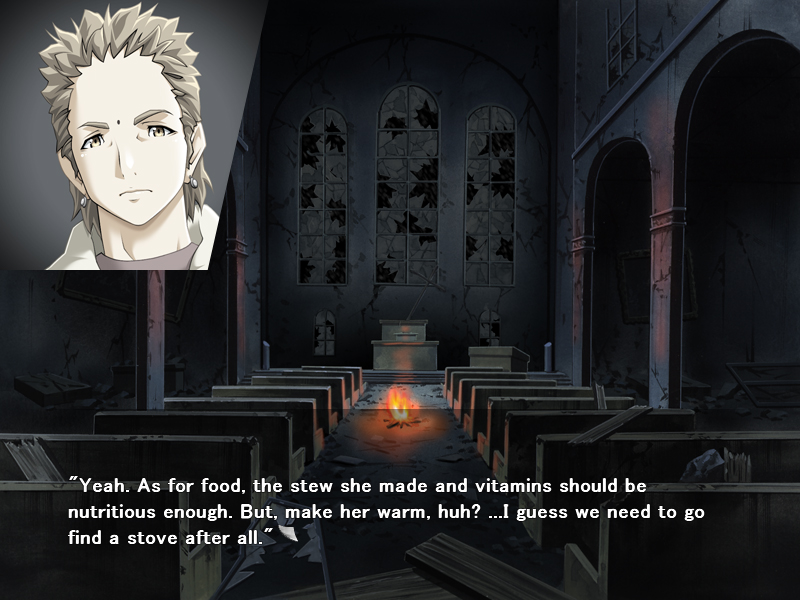 "Yeah. As for food, the stew she made and vitamins should be
nutritious enough. But, make her warm, huh? ...I guess we need to go
find a stove after all."